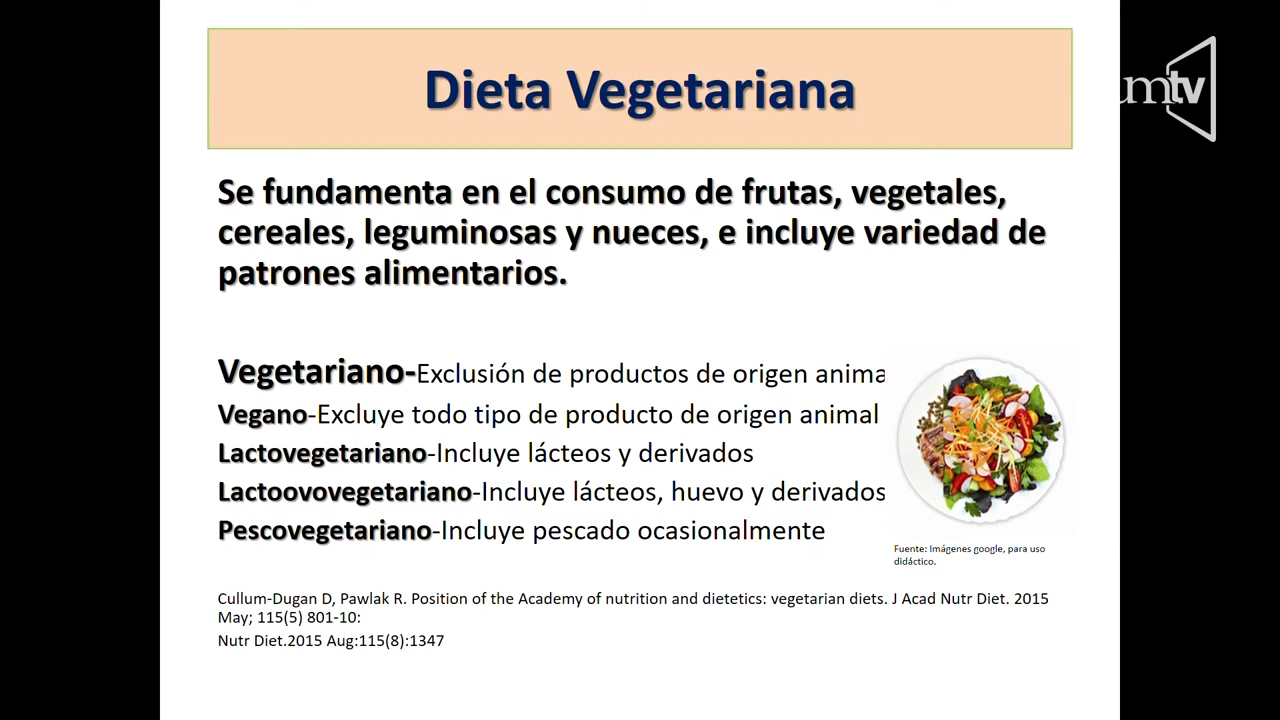 Dieta Vegetariana
umtv
Se fundamenta en el consumo de frutas, vegetales,
cereales, leguminosas y nueces, e incluye variedad de
patrones alimentarios.
Vegetariano-Exclusión de productos de origen anima
Vegano-Excluye todo tipo de producto de origen animal
Lactovegetariano-Incluye lácteos y derivados
Lactoovovegetariano-Incluye lácteos, huevo y derivados
Pescovegetariano-Incluye pescado ocasionalmente
Fuente: Imágenes google, para uso
didáctico.
Cullum-Dugan D, Pawlak R. Position of the Academy of nutrition and dietetics: vegetarian diets. J Acad Nutr Diet. 2015
May; 115(5) 801-10:
Nutr Diet.2015 Aug:115(8):1347